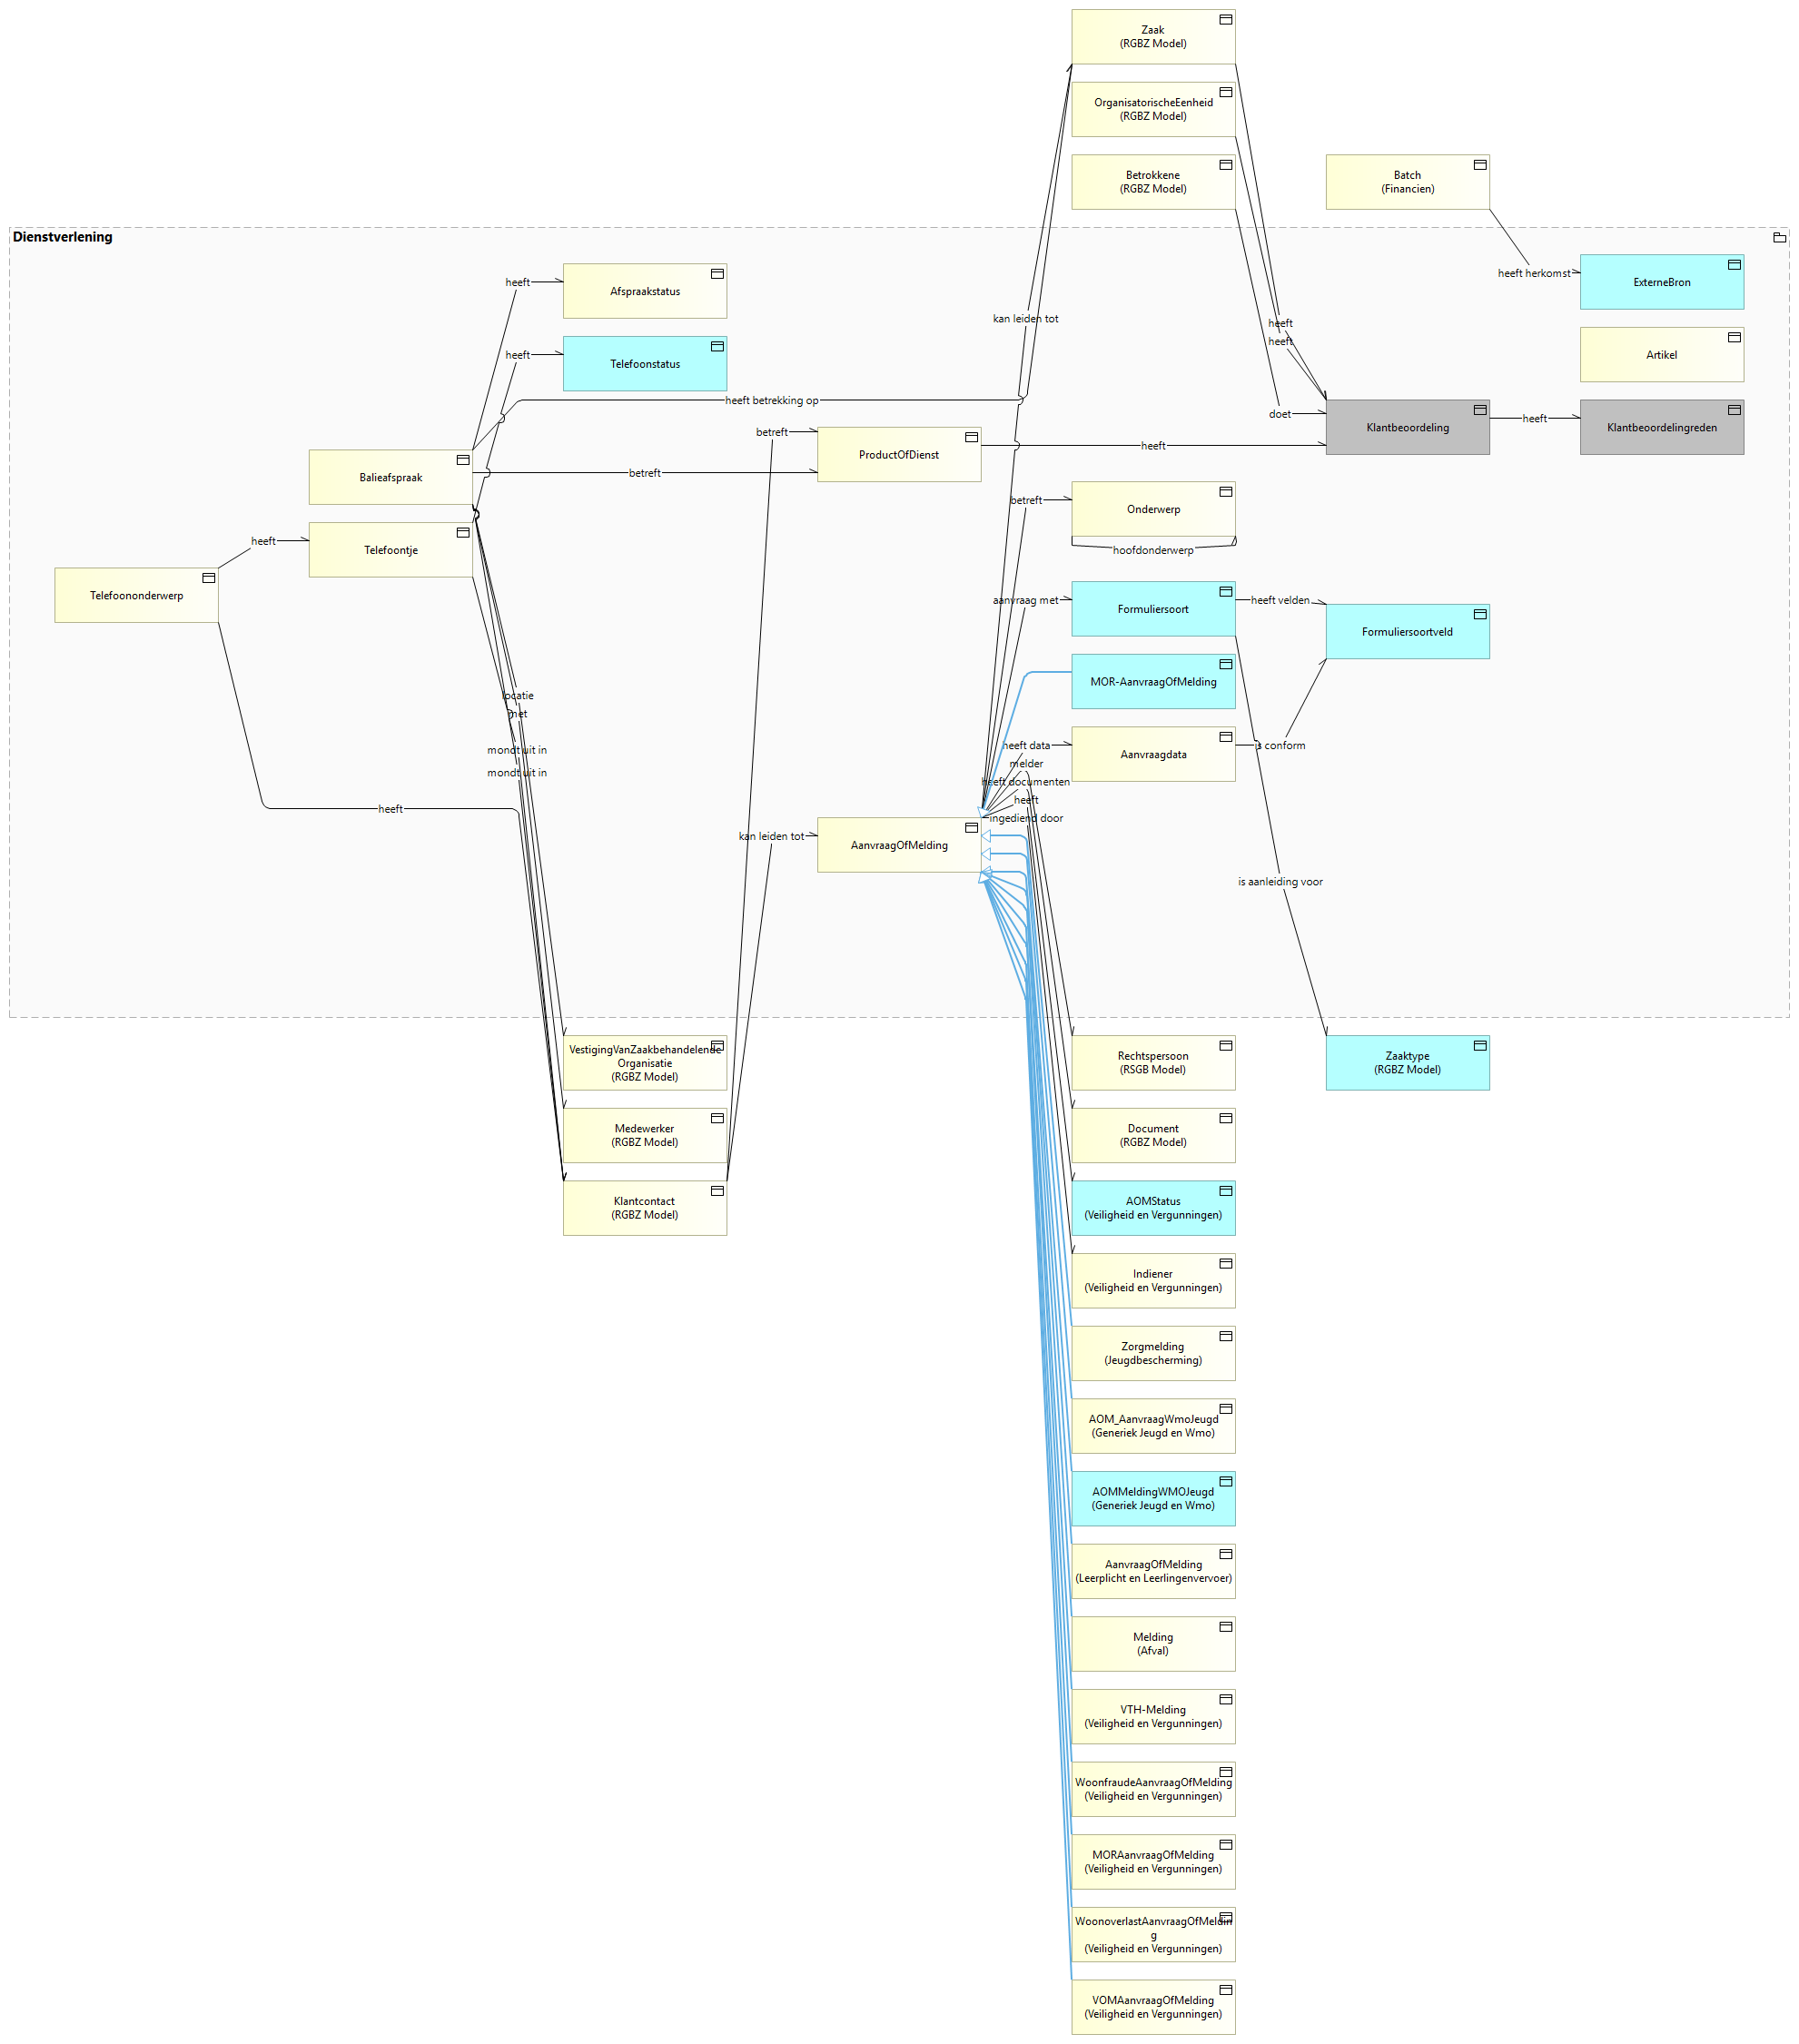 Zaak
(RGBZ Model)
OrganisatorischeEenheid
(RGBZ Model)
Betrokkene
(RGBZ Model)
Batch
(Financien)
Dienstverlening
heeft
Afspraakstatus
heeft herkomst
ExterneBron
kan leiden tot
heeft
heeft
heeft
Telefoonstatus
Artikel
heeft betrekking op
doet
Klantbeoordeling
heeft
Klantbeoordelingreden
betreft
ProductOfDienst
heeft
Balieafspraak
betreft
betreft
Onderwerp
hoofdonderwerp
heeft
Telefoontje
Telefoononderwerp
aanvraag met
Formuliersoort
heeft velden
Formuliersoortveld
MOR-AanvraagOfMelding
locatie
met
mondt uit in
mondt uit in
heeft data
Aanvraagdata
is conform
melder
heeft documenten
heeft
ingediend door
heeft
kan leiden tot
AanvraagOfMelding
is aanleiding voor
VestigingVanZaakbehandelende
Organisatie
(RGBZ Model)
Rechtspersoon
(RSGB Model)
Zaaktype
(RGBZ Model)
Medewerker
(RGBZ Model)
Document
(RGBZ Model)
Klantcontact
(RGBZ Model)
AOMStatus
(Veiligheid en Vergunningen)
Indiener
(Veiligheid en Vergunningen)
Zorgmelding
(Jeugdbescherming)
AOM_AanvraagWmoJeugd
(Generiek Jeugd en Wmo)
AOMMeldingWMOJeugd
(Generiek Jeugd en Wmo)
AanvraagOfMelding
(Leerplicht en Leerlingenvervoer)
Melding
(Afval)
VTH-Melding
(Veiligheid en Vergunningen)
WoonfraudeAanvraagOfMelding
(Veiligheid en Vergunningen)
MORAanvraagOfMelding
(Veiligheid en Vergunningen)
WoonoverlastAanvraagOfMeldin
g
(Veiligheid en Vergunningen)
VOMAanvraagOfMelding
(Veiligheid en Vergunningen)